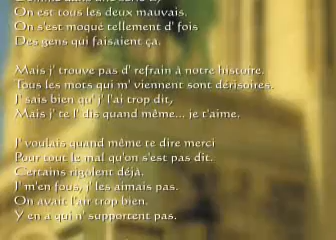 On est tous les deux mauvais.
On s'est moqué tellement d' fois
Des gens qui faisaient ça.
Mais j' trouve pas d' refrain à notre histoire.
Tous les mots qui m' viennent sont dérisoires.
J' sais bien qu' j' l'ai trop dit,
Mais j' te l' dis quand même... je t'aime.
Il voulais quand même te dire merci
Pour tout le mal qu'on s'est pas dit.
Certains rigolent déjà.
J' m'en fous, j' les aimais pas.
On avait l'air trop bien.
Y en a qui n' supportent pas.